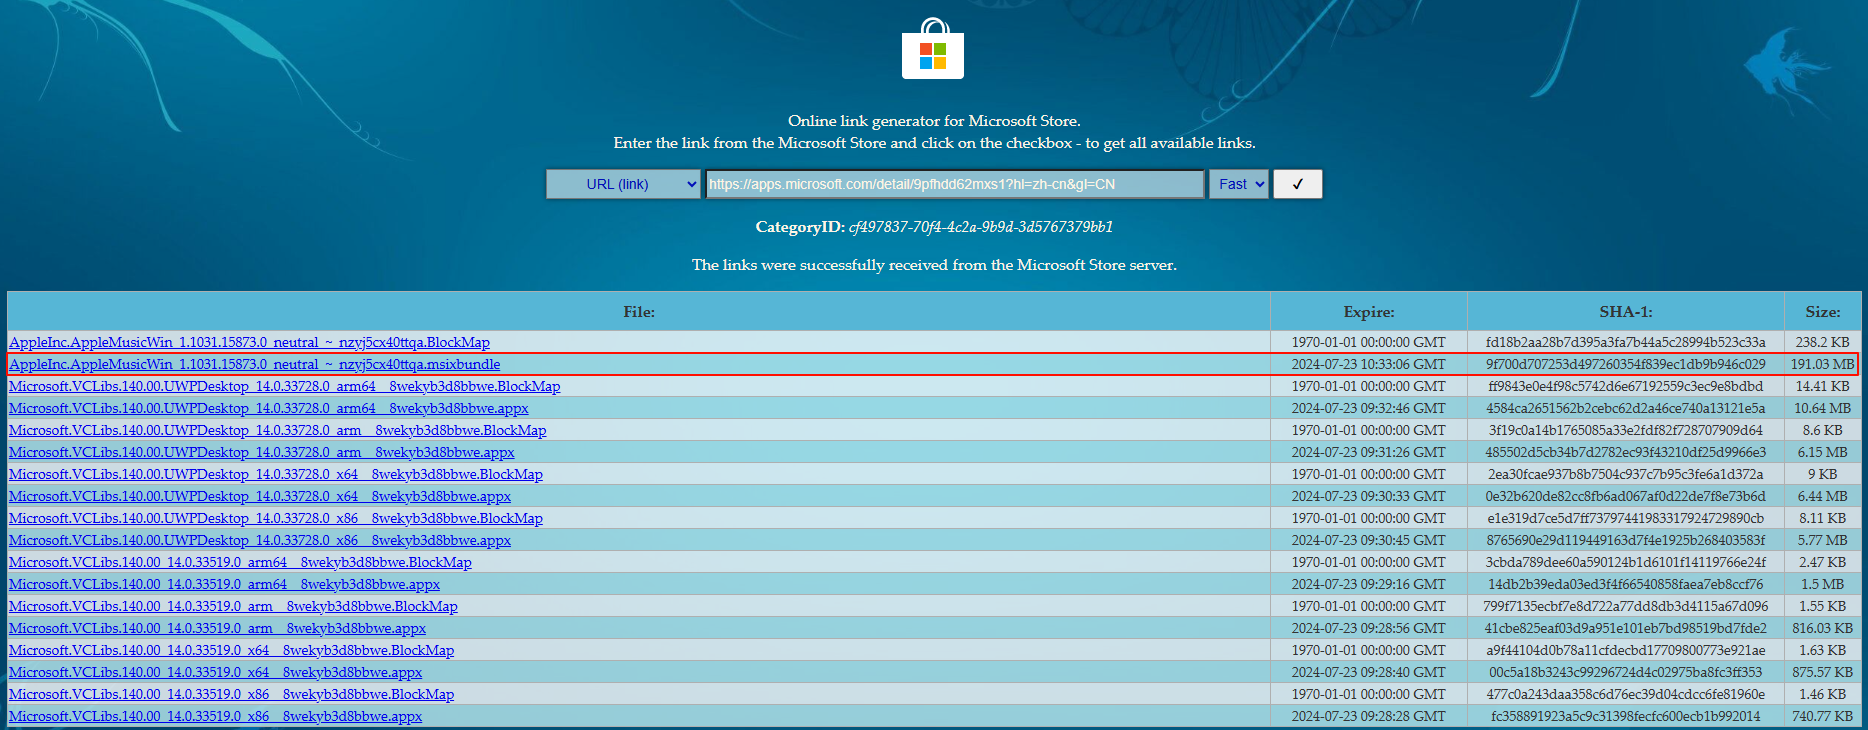 Online link generator for Microsoft Store.
Enter the link from the Microsoft Store and click on the checkbox - to get all available links.
URL (link) https://apps.microsoft.com/detail/9pfhdd62mxs1?hl=zh-cn&gl=CN Fast ✓
CategoryID: cf497837-70f4-4c2a-9b9d-3d5767379bb1
The links were successfully received from the Microsoft Store server.
File: Expire: SHA-1: Size:
AppleInc.AppleMusicWin_1.1031.15873.0_neutral_~_nzyj5cx40ttqa.BlockMap 1970-01-01 00:00:00 GMT fd18b2aa28b7d395a3fa7b44a5c28994b523c33a 238.2 KB
AppleInc.AppleMusicWin_1.1031.15873.0_neutral_~_nzyj5cx40ttqa.msixbundle 2024-07-23 10:33:06 GMT 9f700d707253d497260354f839ec1db9b946c029 191.03 MB
Microsoft.VCLibs.140.00.UWPDesktop_14.0.33728.0_arm64__8wekyb3d8bbwe.BlockMap 1970-01-01 00:00:00 GMT ff9843e0e4f98c5742d6e67192559c3ec9e8bdbd 14.41 KB
Microsoft.VCLibs.140.00.UWPDesktop_14.0.33728.0_arm64__8wekyb3d8bbwe.appx 2024-07-23 09:32:46 GMT 4584ca2651562b2cebc62d2a46ce740a13121e5a 10.64 MB
Microsoft.VCLibs.140.00.UWPDesktop_14.0.33728.0_arm__8wekyb3d8bbwe.BlockMap 1970-01-01 00:00:00 GMT 3f19c0a14b1765085a33e2fdf82f728707909d64 8.6 KB
Microsoft.VCLibs.140.00.UWPDesktop_14.0.33728.0_arm__8wekyb3d8bbwe.appx 2024-07-23 09:31:26 GMT 485502d5cb34b7d2782ec93f43210df25d9966e3 6.15 MB
Microsoft.VCLibs.140.00.UWPDesktop_14.0.33728.0_x64__8wekyb3d8bbwe.BlockMap 1970-01-01 00:00:00 GMT 2ea30fcae937b8b7504c937c7b95c3fe6a1d372a 9 KB
Microsoft.VCLibs.140.00.UWPDesktop_14.0.33728.0_x64__8wekyb3d8bbwe.appx 2024-07-23 09:30:33 GMT 0e32b620de82cc8fb6ad067af0d22de7f8e73b6d 6.44 MB
Microsoft.VCLibs.140.00.UWPDesktop_14.0.33728.0_x86__8wekyb3d8bbwe.BlockMap 1970-01-01 00:00:00 GMT e1e319d7ce5d7ff73797441983317924729890cb 8.11 KB
Microsoft.VCLibs.140.00.UWPDesktop_14.0.33728.0_x86__8wekyb3d8bbwe.appx 2024-07-23 09:30:45 GMT 8765690e29d119449163d7f4e1925b268403583f 5.77 MB
Microsoft.VCLibs.140.00_14.0.33519.0_arm64__8wekyb3d8bbwe.BlockMap 1970-01-01 00:00:00 GMT 3cbda789dee60a590124b1d6101f14119766e24f 2.47 KB
Microsoft.VCLibs.140.00_14.0.33519.0_arm64__8wekyb3d8bbwe.appx 2024-07-23 09:29:16 GMT 14db2b39eda03ed3f4f66540858faea7eb8ccf76 1.5 MB
Microsoft.VCLibs.140.00_14.0.33519.0_arm__8wekyb3d8bbwe.BlockMap 1970-01-01 00:00:00 GMT 799f7135ecbf7e8d722a77dd8db3d4115a67d096 1.55 KB
Microsoft.VCLibs.140.00_14.0.33519.0_arm__8wekyb3d8bbwe.appx 2024-07-23 09:28:56 GMT 41cbe825eaf03d9a951e101eb7bd98519bd7fde2 816.03 KB
Microsoft.VCLibs.140.00_14.0.33519.0_x64__8wekyb3d8bbwe.BlockMap 1970-01-01 00:00:00 GMT a9f44104d0b78a11cfdecbd17709800773e921ae 1.63 KB
Microsoft.VCLibs.140.00_14.0.33519.0_x64__8wekyb3d8bbwe.appx 2024-07-23 09:28:40 GMT 00c5a18b3243c99296724d4c02975ba8fc3ff353 875.57 KB
Microsoft.VCLibs.140.00_14.0.33519.0_x86__8wekyb3d8bbwe.BlockMap 1970-01-01 00:00:00 GMT 477c0a243daa358c6d76ec39d04cdcc6fe81960e 1.46 KB
Microsoft.VCLibs.140.00_14.0.33519.0_x86__8wekyb3d8bbwe.appx 2024-07-23 09:28:28 GMT fc358891923a5c9c31398fecfc600ecb1b992014 740.77 KB